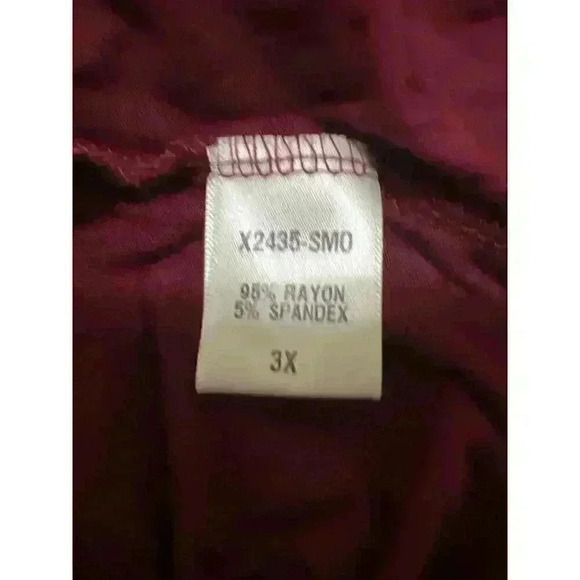 X2435-SMO
95% RAYON
5% SPANDEX
3X